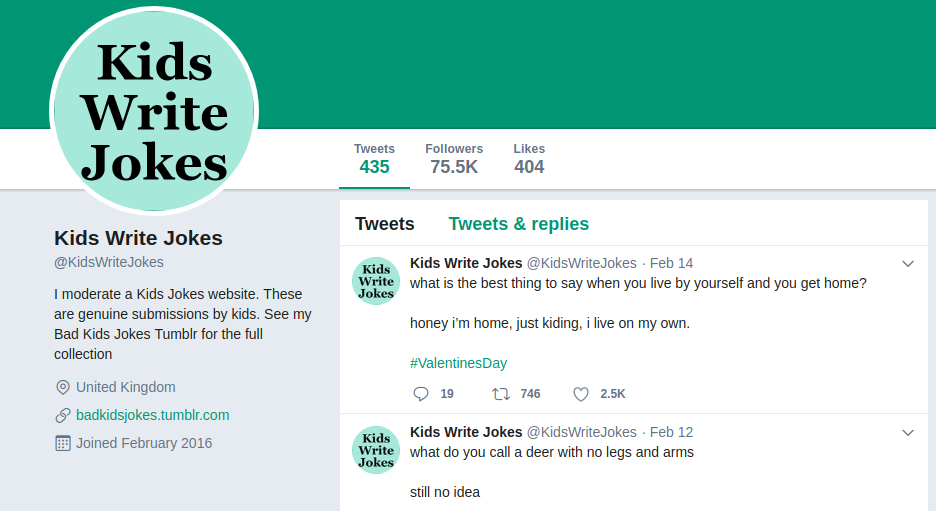 Kids
Write
Jokes
Tweets Followers Likes
435 75.5K 404
Kids Write Jokes
@KidsWriteJokes
I moderate a Kids Jokes website. These
are genuine submissions by kids. See my
Bad Kids Jokes Tumblr for the full
collection
United Kingdom
badkidsjokes.tumblr.com
Joined February 2016
Tweets Tweets & replies
Kids
Write
Jokes
Kids Write Jokes @KidsWriteJokes · Feb 14
what is the best thing to say when you live by yourself and you get home?
honey i'm home, just kiding, i live on my own.
#ValentinesDay
19 746 2.5K
Kids
Write
Jokes
Kids Write Jokes @KidsWriteJokes · Feb 12
what do you call a deer with no legs and arms
still no idea